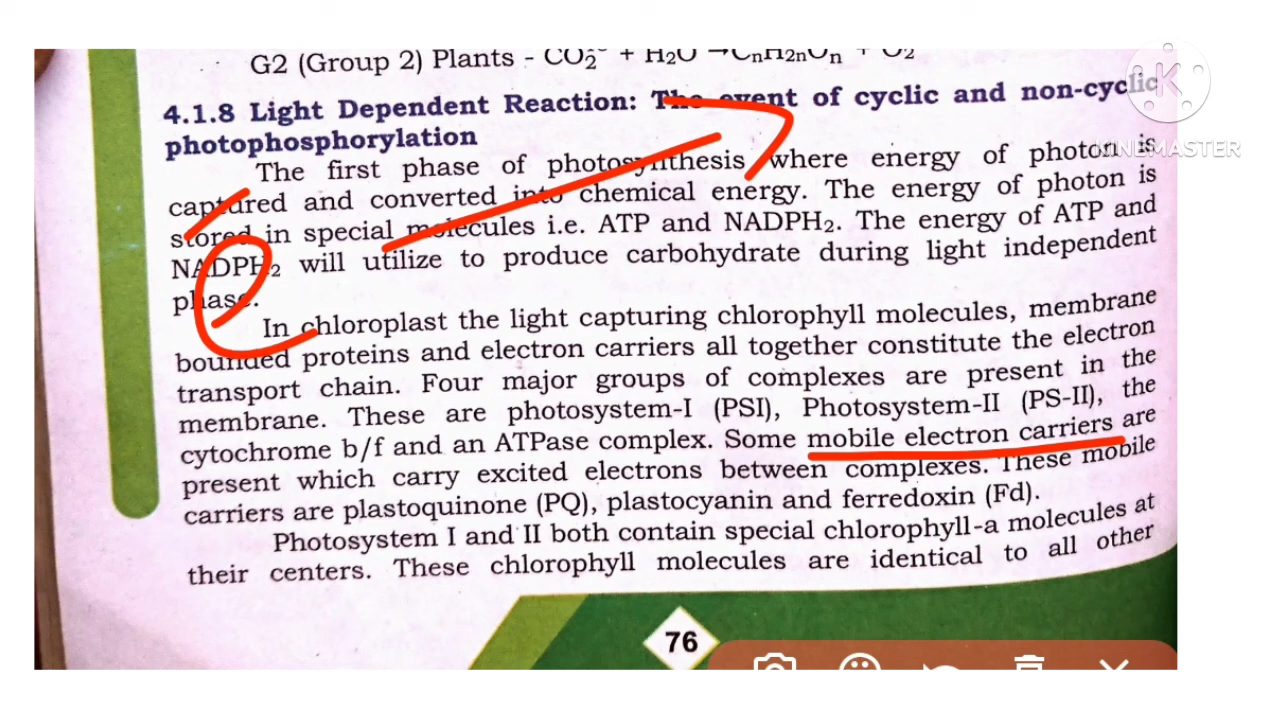 G2 (Group 2) Plants - CO₂ + H₂O → CₙH₂ₙOₙ + O₂
4.1.8 Light Dependent Reaction: The event of cyclic and non-cyclic
photophosphorylation
The first phase of photosynthesis where energy of photon is
captured and converted into chemical energy. The energy of photon is
stored in special molecules i.e. ATP and NADPH₂. The energy of ATP and
NADPH₂ will utilize to produce carbohydrate during light independent
phase.
In chloroplast the light capturing chlorophyll molecules, membrane
bounded proteins and electron carriers all together constitute the electron
transport chain. Four major groups of complexes are present in the
membrane. These are photosystem-I (PSI), Photosystem-II (PS-II), the
cytochrome b/f and an ATPase complex. Some mobile electron carriers are
present which carry excited electrons between complexes. These mobile
carriers are plastoquinone (PQ), plastocyanin and ferredoxin (Fd).
Photosystem I and II both contain special chlorophyll-a molecules at
their centers. These chlorophyll molecules are identical to all other
76
K
KINEMASTER